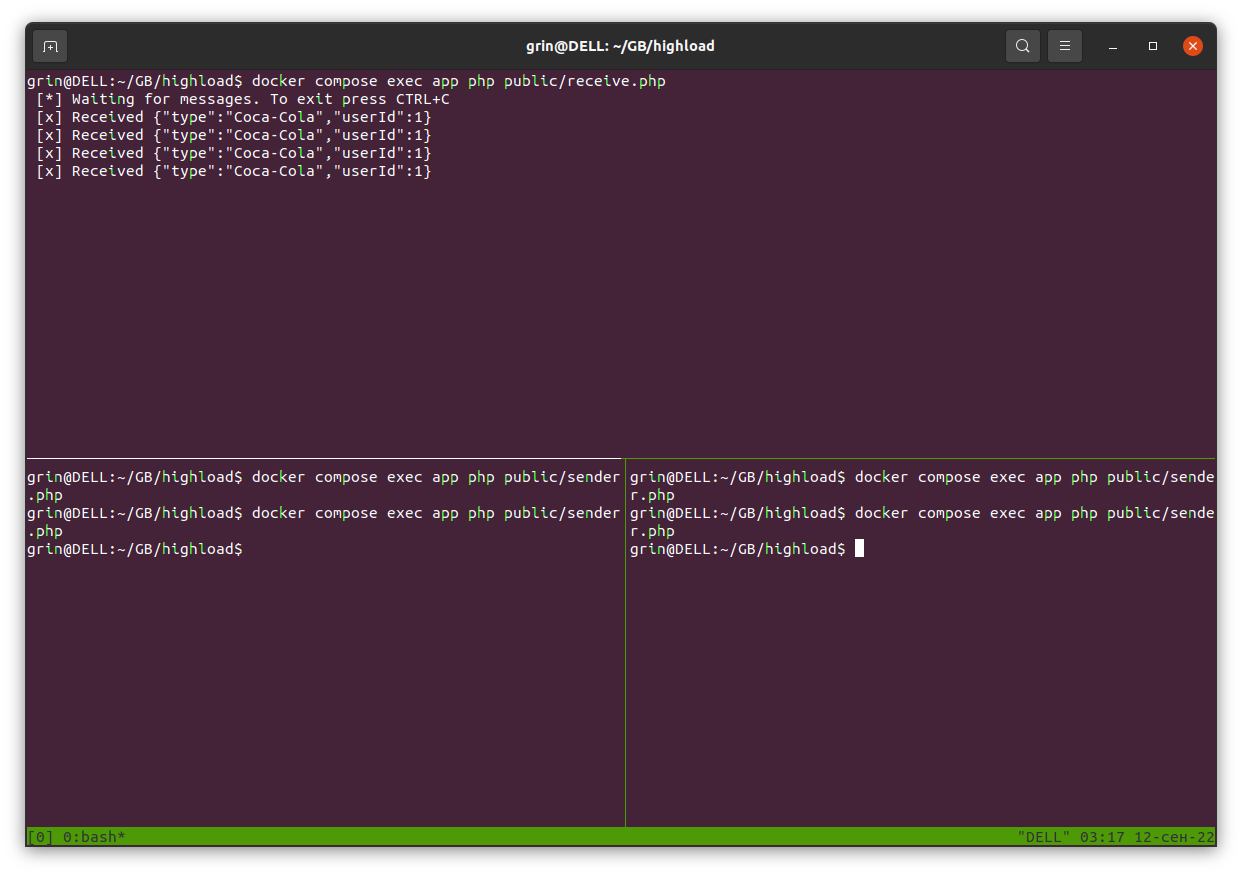 grin@DELL: ~/GB/highload
grin@DELL:~/GB/highload$ docker compose exec app php public/receive.php
[*] Waiting for messages. To exit press CTRL+C
[x] Received {"type":"Coca-Cola","userId":1}
[x] Received {"type":"Coca-Cola","userId":1}
[x] Received {"type":"Coca-Cola","userId":1}
[x] Received {"type":"Coca-Cola","userId":1}
grin@DELL:~/GB/highload$ docker compose exec app php public/sender
.php
grin@DELL:~/GB/highload$ docker compose exec app php public/sender
.php
grin@DELL:~/GB/highload$
grin@DELL:~/GB/highload$ docker compose exec app php public/sende
r.php
grin@DELL:~/GB/highload$ docker compose exec app php public/sende
r.php
grin@DELL:~/GB/highload$
[0] 0:bash* "DELL" 03:17 12-сен-22